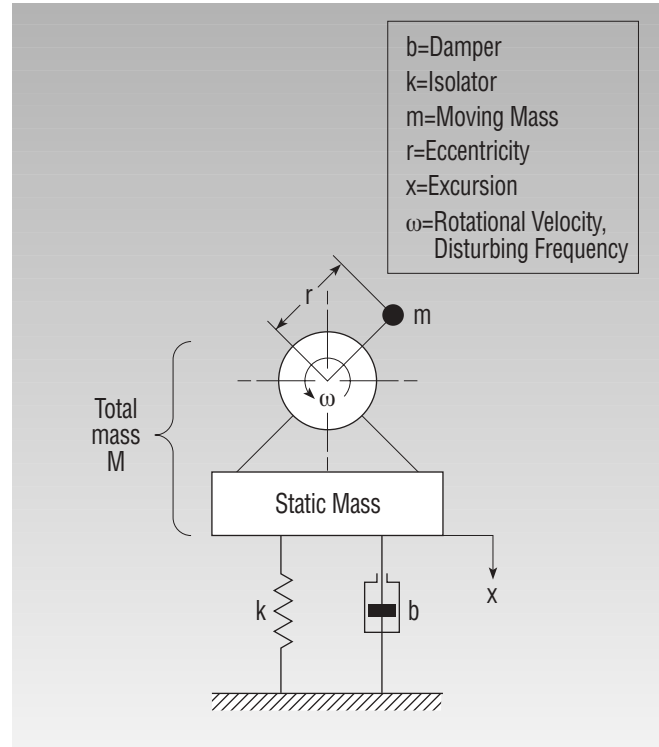 b=Damper
k=Isolator
m=Moving Mass
r=Eccentricity
x=Excursion
ω=Rotational Velocity,
Disturbing Frequency
r
m
ω
Total
mass
M
Static Mass
x
k
b